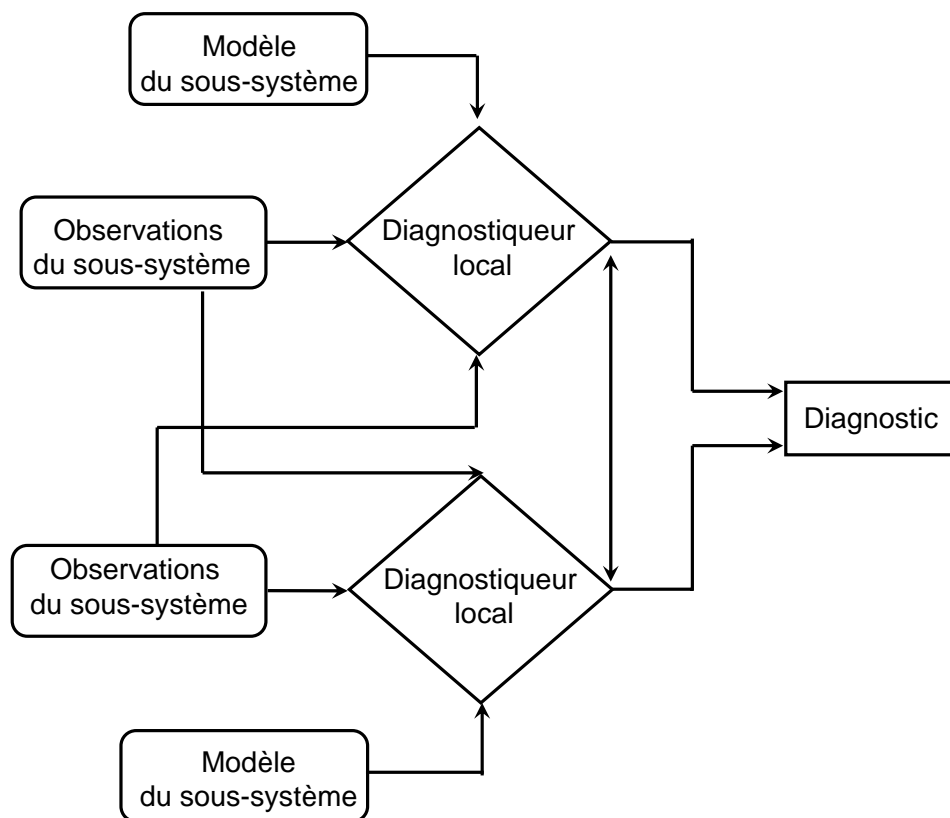 Modèle
du sous-système
Observations
du sous-système
Diagnostiqueur
local
Diagnostic
Observations
du sous-système
Diagnostiqueur
local
Modèle
du sous-système